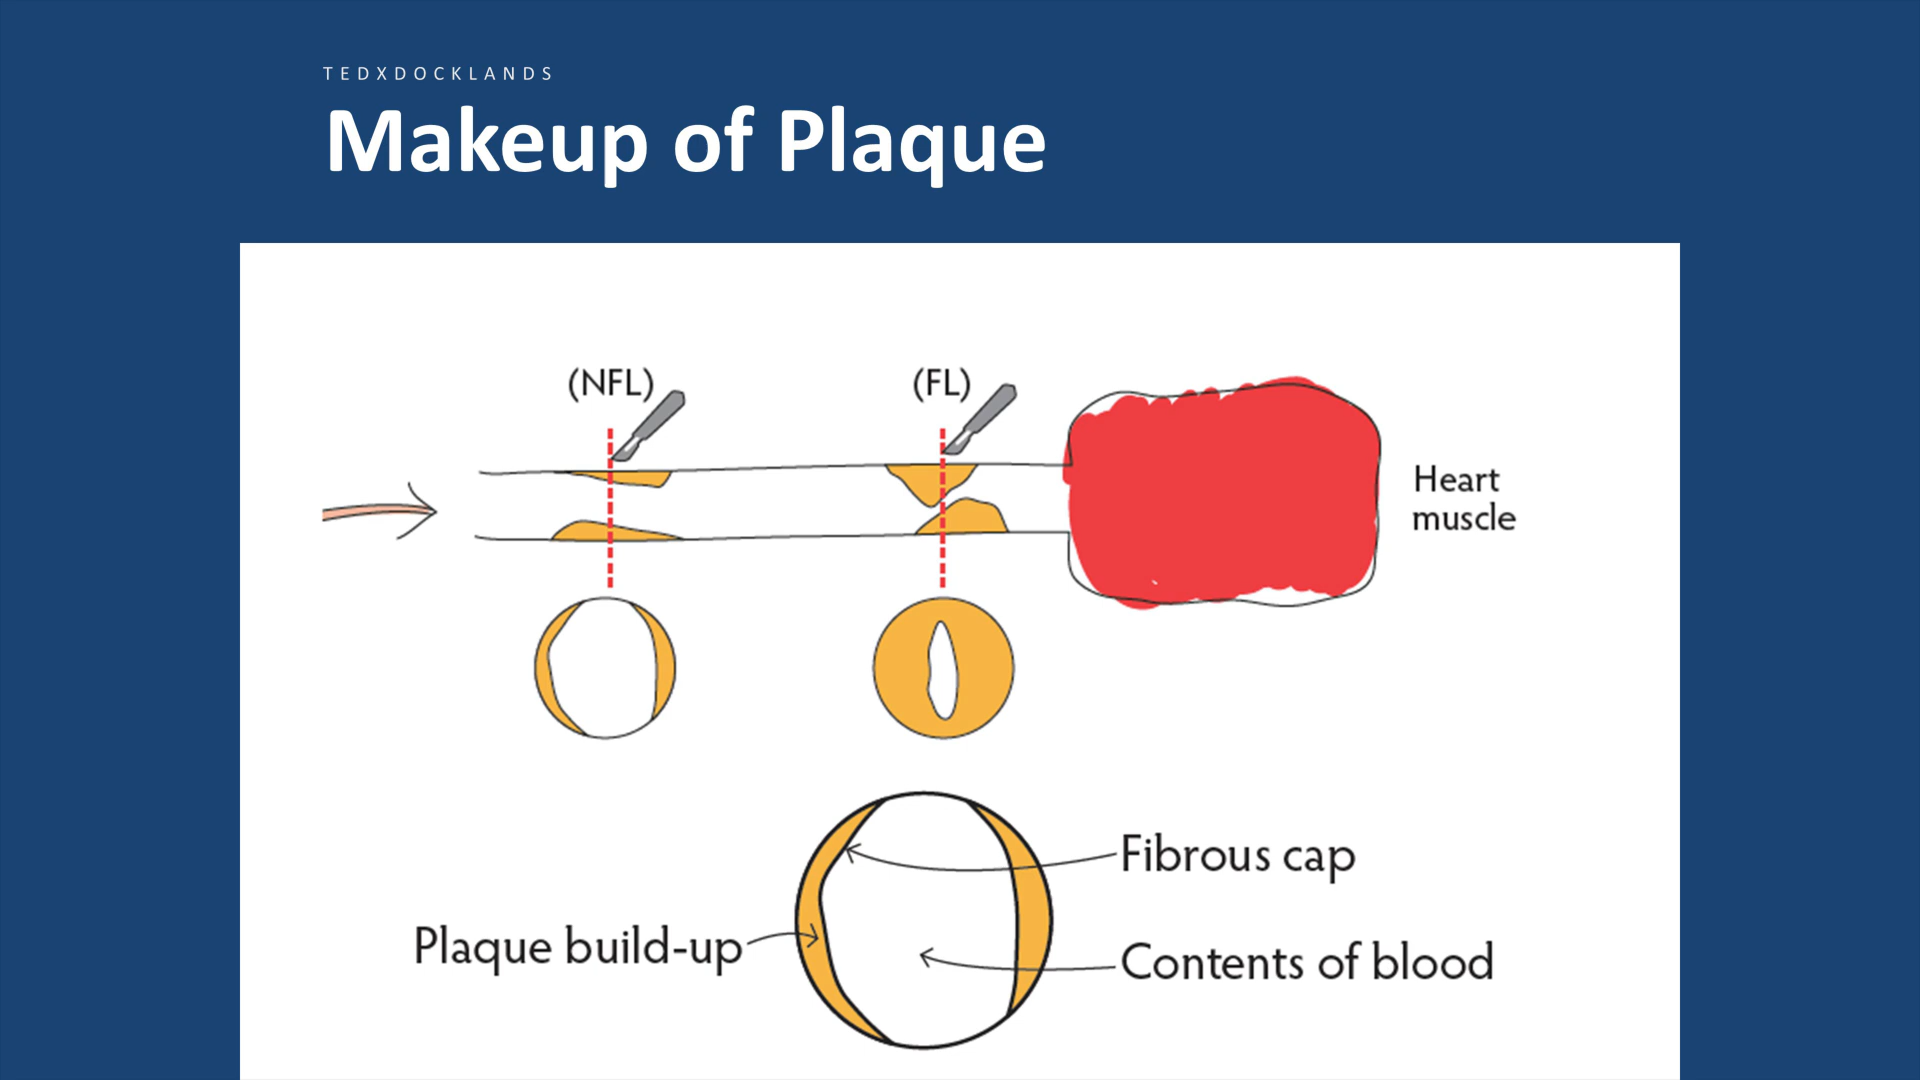 TEDXDOCKLANDS
Makeup of Plaque
(NFL)
(FL)
Heart
muscle
Fibrous cap
Plaque build-up
Contents of blood